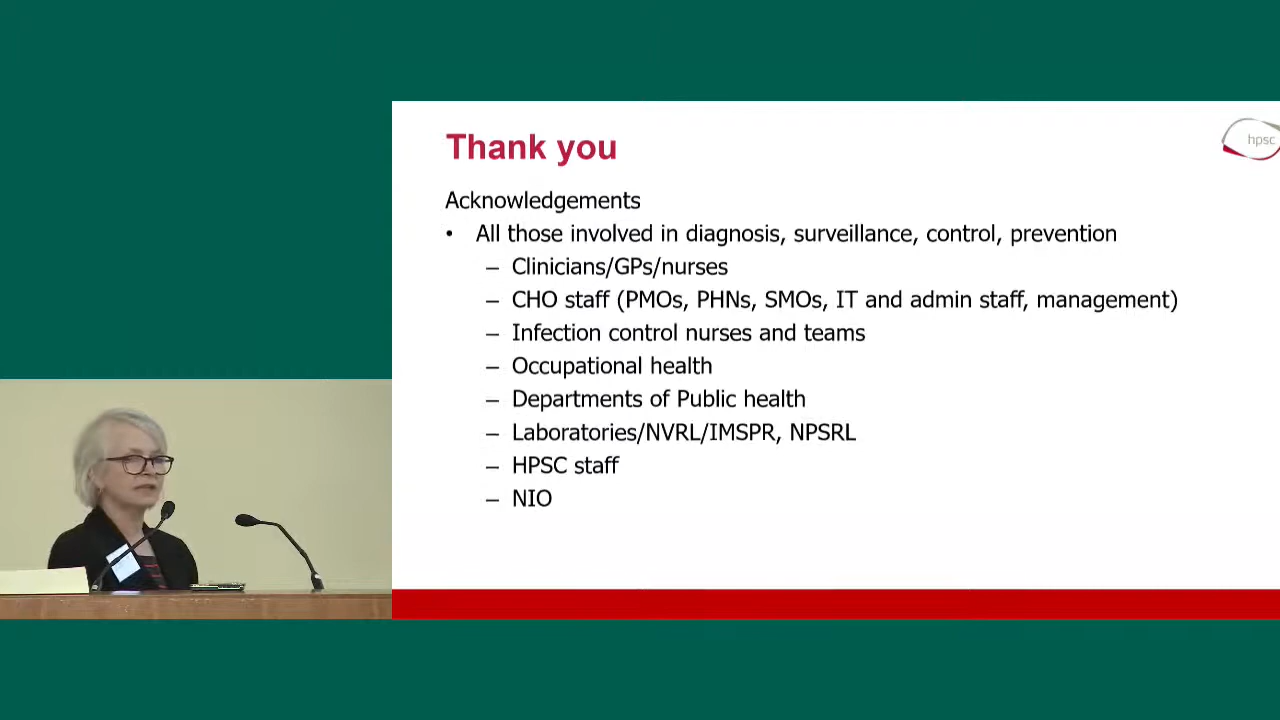 Thank you
hpsc
Acknowledgements
• All those involved in diagnosis, surveillance, control, prevention
– Clinicians/GPs/nurses
– CHO staff (PMOs, PHNs, SMOs, IT and admin staff, management)
– Infection control nurses and teams
– Occupational health
– Departments of Public health
– Laboratories/NVRL/IMSPR, NPSRL
– HPSC staff
– NIO